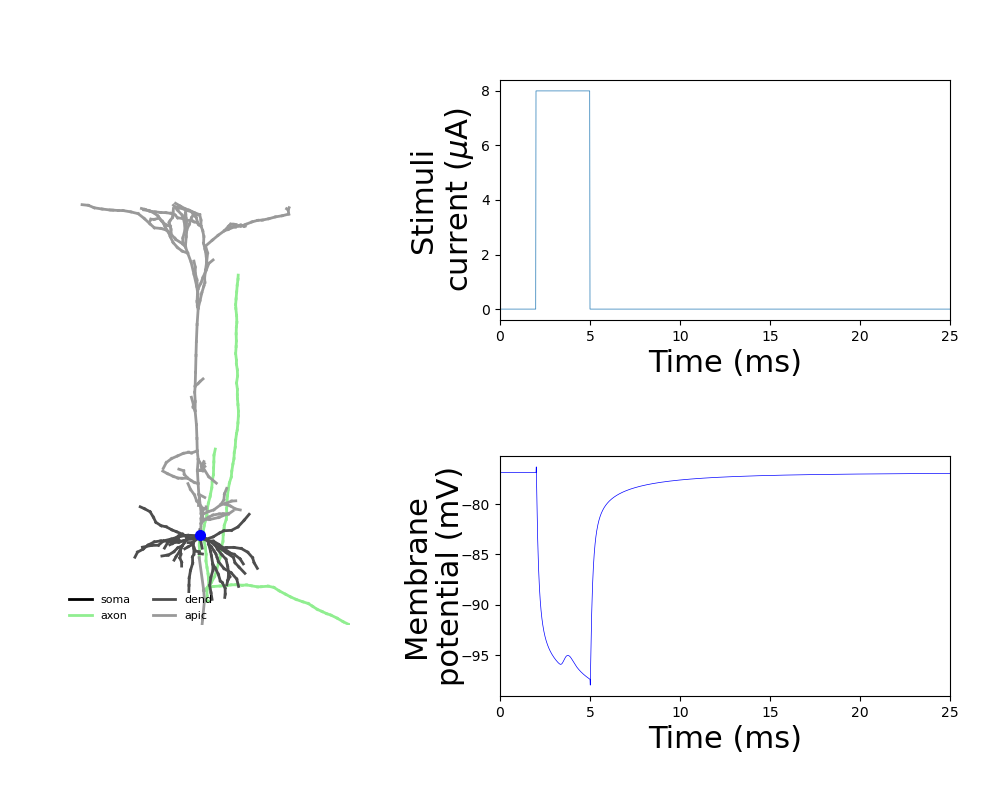 Stimuli
current (μA)
8
6
4
2
0
0 5 10 15 20 25
Time (ms)
Membrane
potential (mV)
−80
−85
−90
−95
0 5 10 15 20 25
Time (ms)
soma dend
axon apic